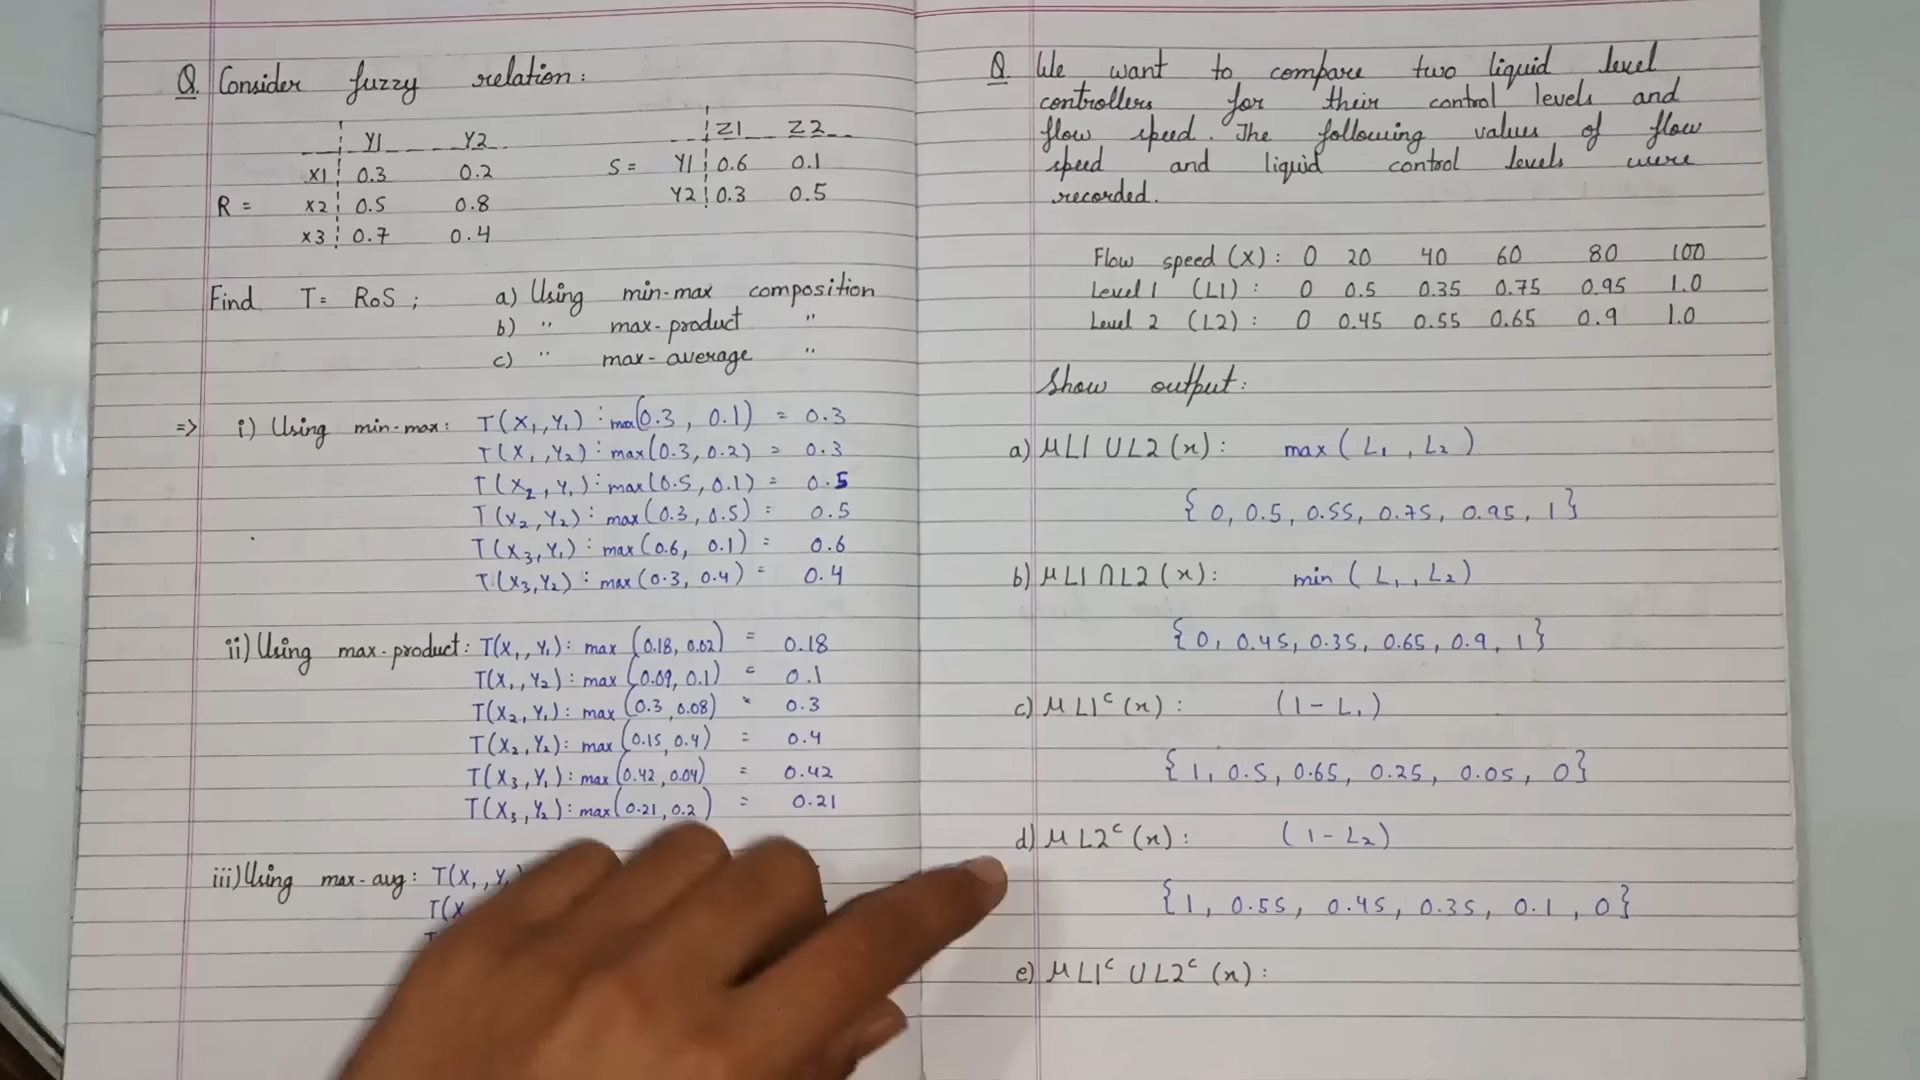 Q. Consider fuzzy relation:
Y1 Y2
X1 0.3 0.2
R = X2 0.5 0.8
X3 0.7 0.4
Z1 Z2
S = Y1 0.6 0.1
Y2 0.3 0.5
Find T = RoS ; a) Using min-max composition
b) " max-product "
c) " max-average "
=> i) Using min-max: T(X₁,Y₁) : max(0.3, 0.1) = 0.3
T(X₁,Y₂) : max(0.3, 0.2) = 0.3
T(X₂,Y₁) : max(0.5, 0.1) = 0.5
T(X₂,Y₂) : max(0.3, 0.5) = 0.5
T(X₃,Y₁) : max(0.6, 0.1) = 0.6
T(X₃,Y₂) : max(0.3, 0.4) = 0.4
ii) Using max-product: T(X₁,Y₁) : max (0.18, 0.02) = 0.18
T(X₁,Y₂) : max (0.09, 0.1) = 0.1
T(X₂,Y₁) : max (0.3, 0.08) = 0.3
T(X₂,Y₂) : max (0.15, 0.4) = 0.4
T(X₃,Y₁) : max (0.42, 0.04) = 0.42
T(X₃,Y₂) : max (0.21, 0.2) = 0.21
iii) Using max-avg: T(X₁,Y₁
T(X
Q. We want to compare two liquid level
controllers for their control levels and
flow speed. The following values of flow
speed and liquid control levels were
recorded.
Flow speed (X) : 0 20 40 60 80 100
Level 1 (L1) : 0 0.5 0.35 0.75 0.95 1.0
Level 2 (L2) : 0 0.45 0.55 0.65 0.9 1.0
Show output:
a) μL1 ∪ L2 (x) : max ( L₁ , L₂ )
{ 0, 0.5, 0.55, 0.75, 0.95, 1 }
b) μL1 ∩ L2 (x) : min ( L₁ , L₂ )
{ 0, 0.45, 0.35, 0.65, 0.9, 1 }
c) μL1ᶜ (x) : (1 - L₁ )
{ 1, 0.5, 0.65, 0.25, 0.05, 0 }
d) μL2ᶜ (x) : (1 - L₂ )
{ 1, 0.55, 0.45, 0.35, 0.1, 0 }
e) μL1ᶜ ∪ L2ᶜ (x) :